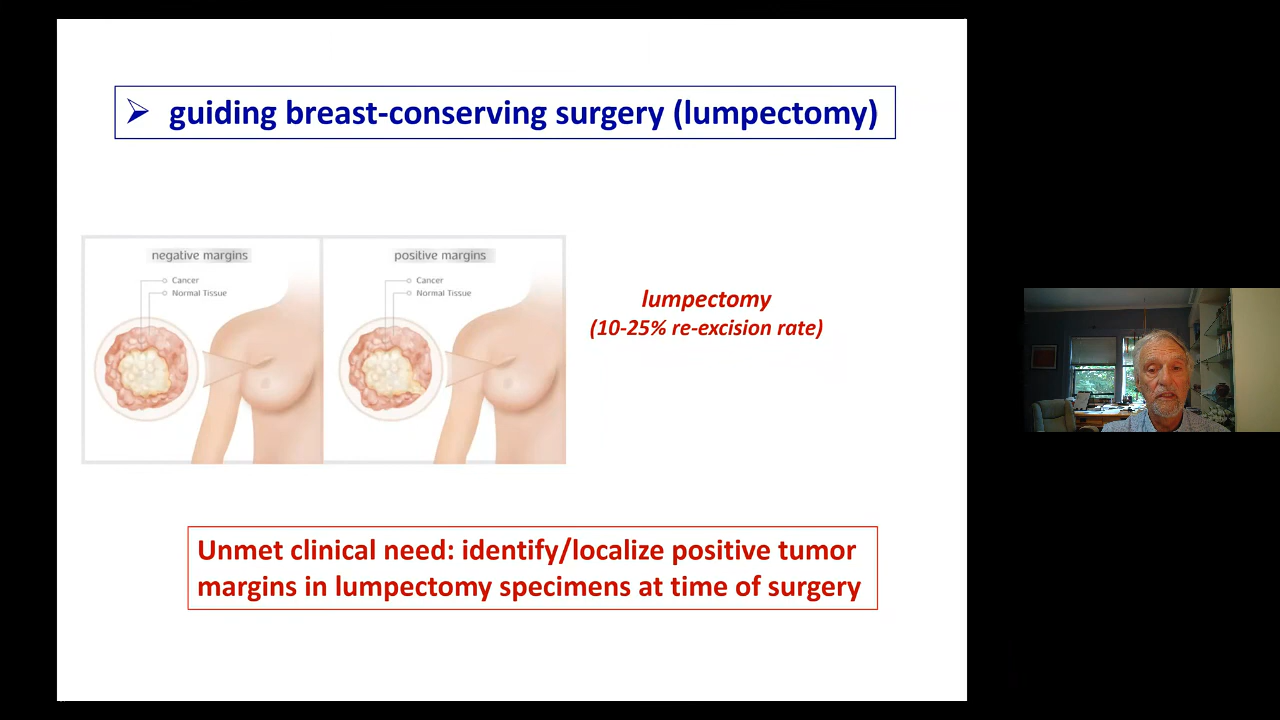 ➢ guiding breast-conserving surgery (lumpectomy)
negative margins
Cancer
Normal Tissue
positive margins
Cancer
Normal Tissue
lumpectomy
(10-25% re-excision rate)
Unmet clinical need: identify/localize positive tumor
margins in lumpectomy specimens at time of surgery